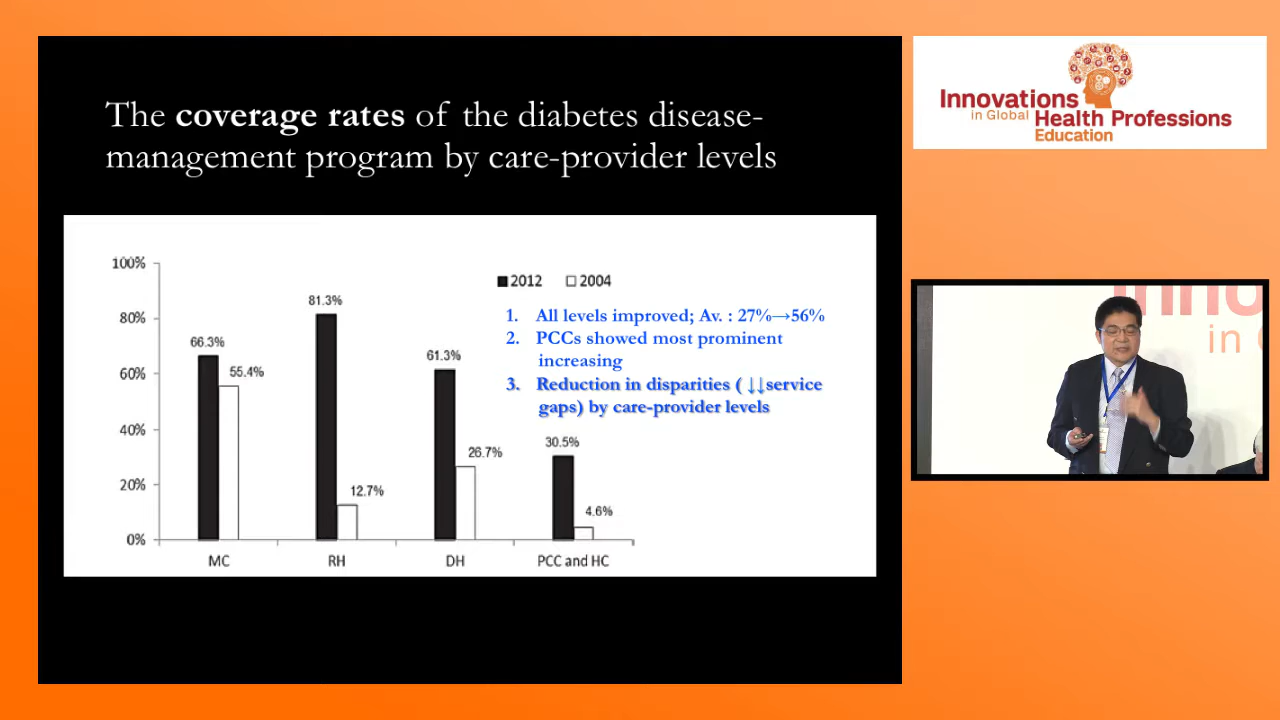 The coverage rates of the diabetes disease-
management program by care-provider levels
100%
80%
60%
40%
20%
0%
2012
2004
1. All levels improved; Av. : 27%→56%
2. PCCs showed most prominent
increasing
3. Reduction in disparities ( ↓↓service
gaps) by care-provider levels
66.3%
55.4%
81.3%
12.7%
61.3%
26.7%
30.5%
4.6%
MC
RH
DH
PCC and HC
Innovations
in Global Health Professions
Education
in